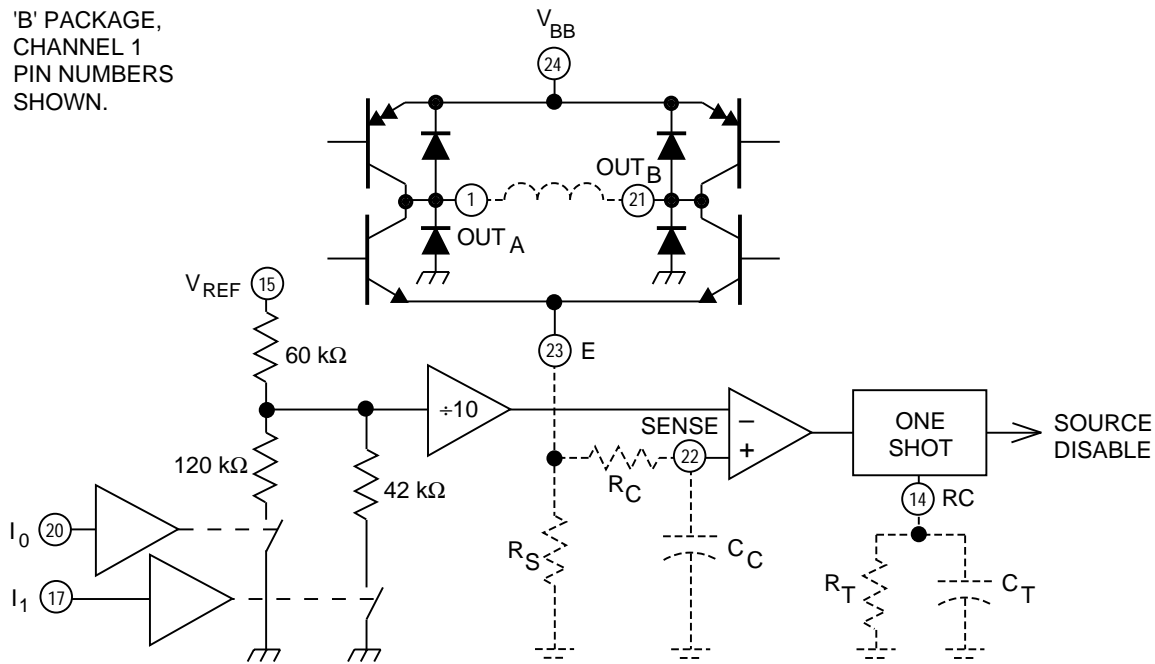 'B' PACKAGE,
CHANNEL 1
PIN NUMBERS
SHOWN.
V_BB
24
OUT_B
1
21
OUT_A
V_REF
15
60 kΩ
23
E
÷10
SENSE
–
+
ONE
SHOT
SOURCE
DISABLE
120 kΩ
42 kΩ
22
R_C
14
RC
I_0
20
R_S
C_C
R_T
C_T
I_1
17